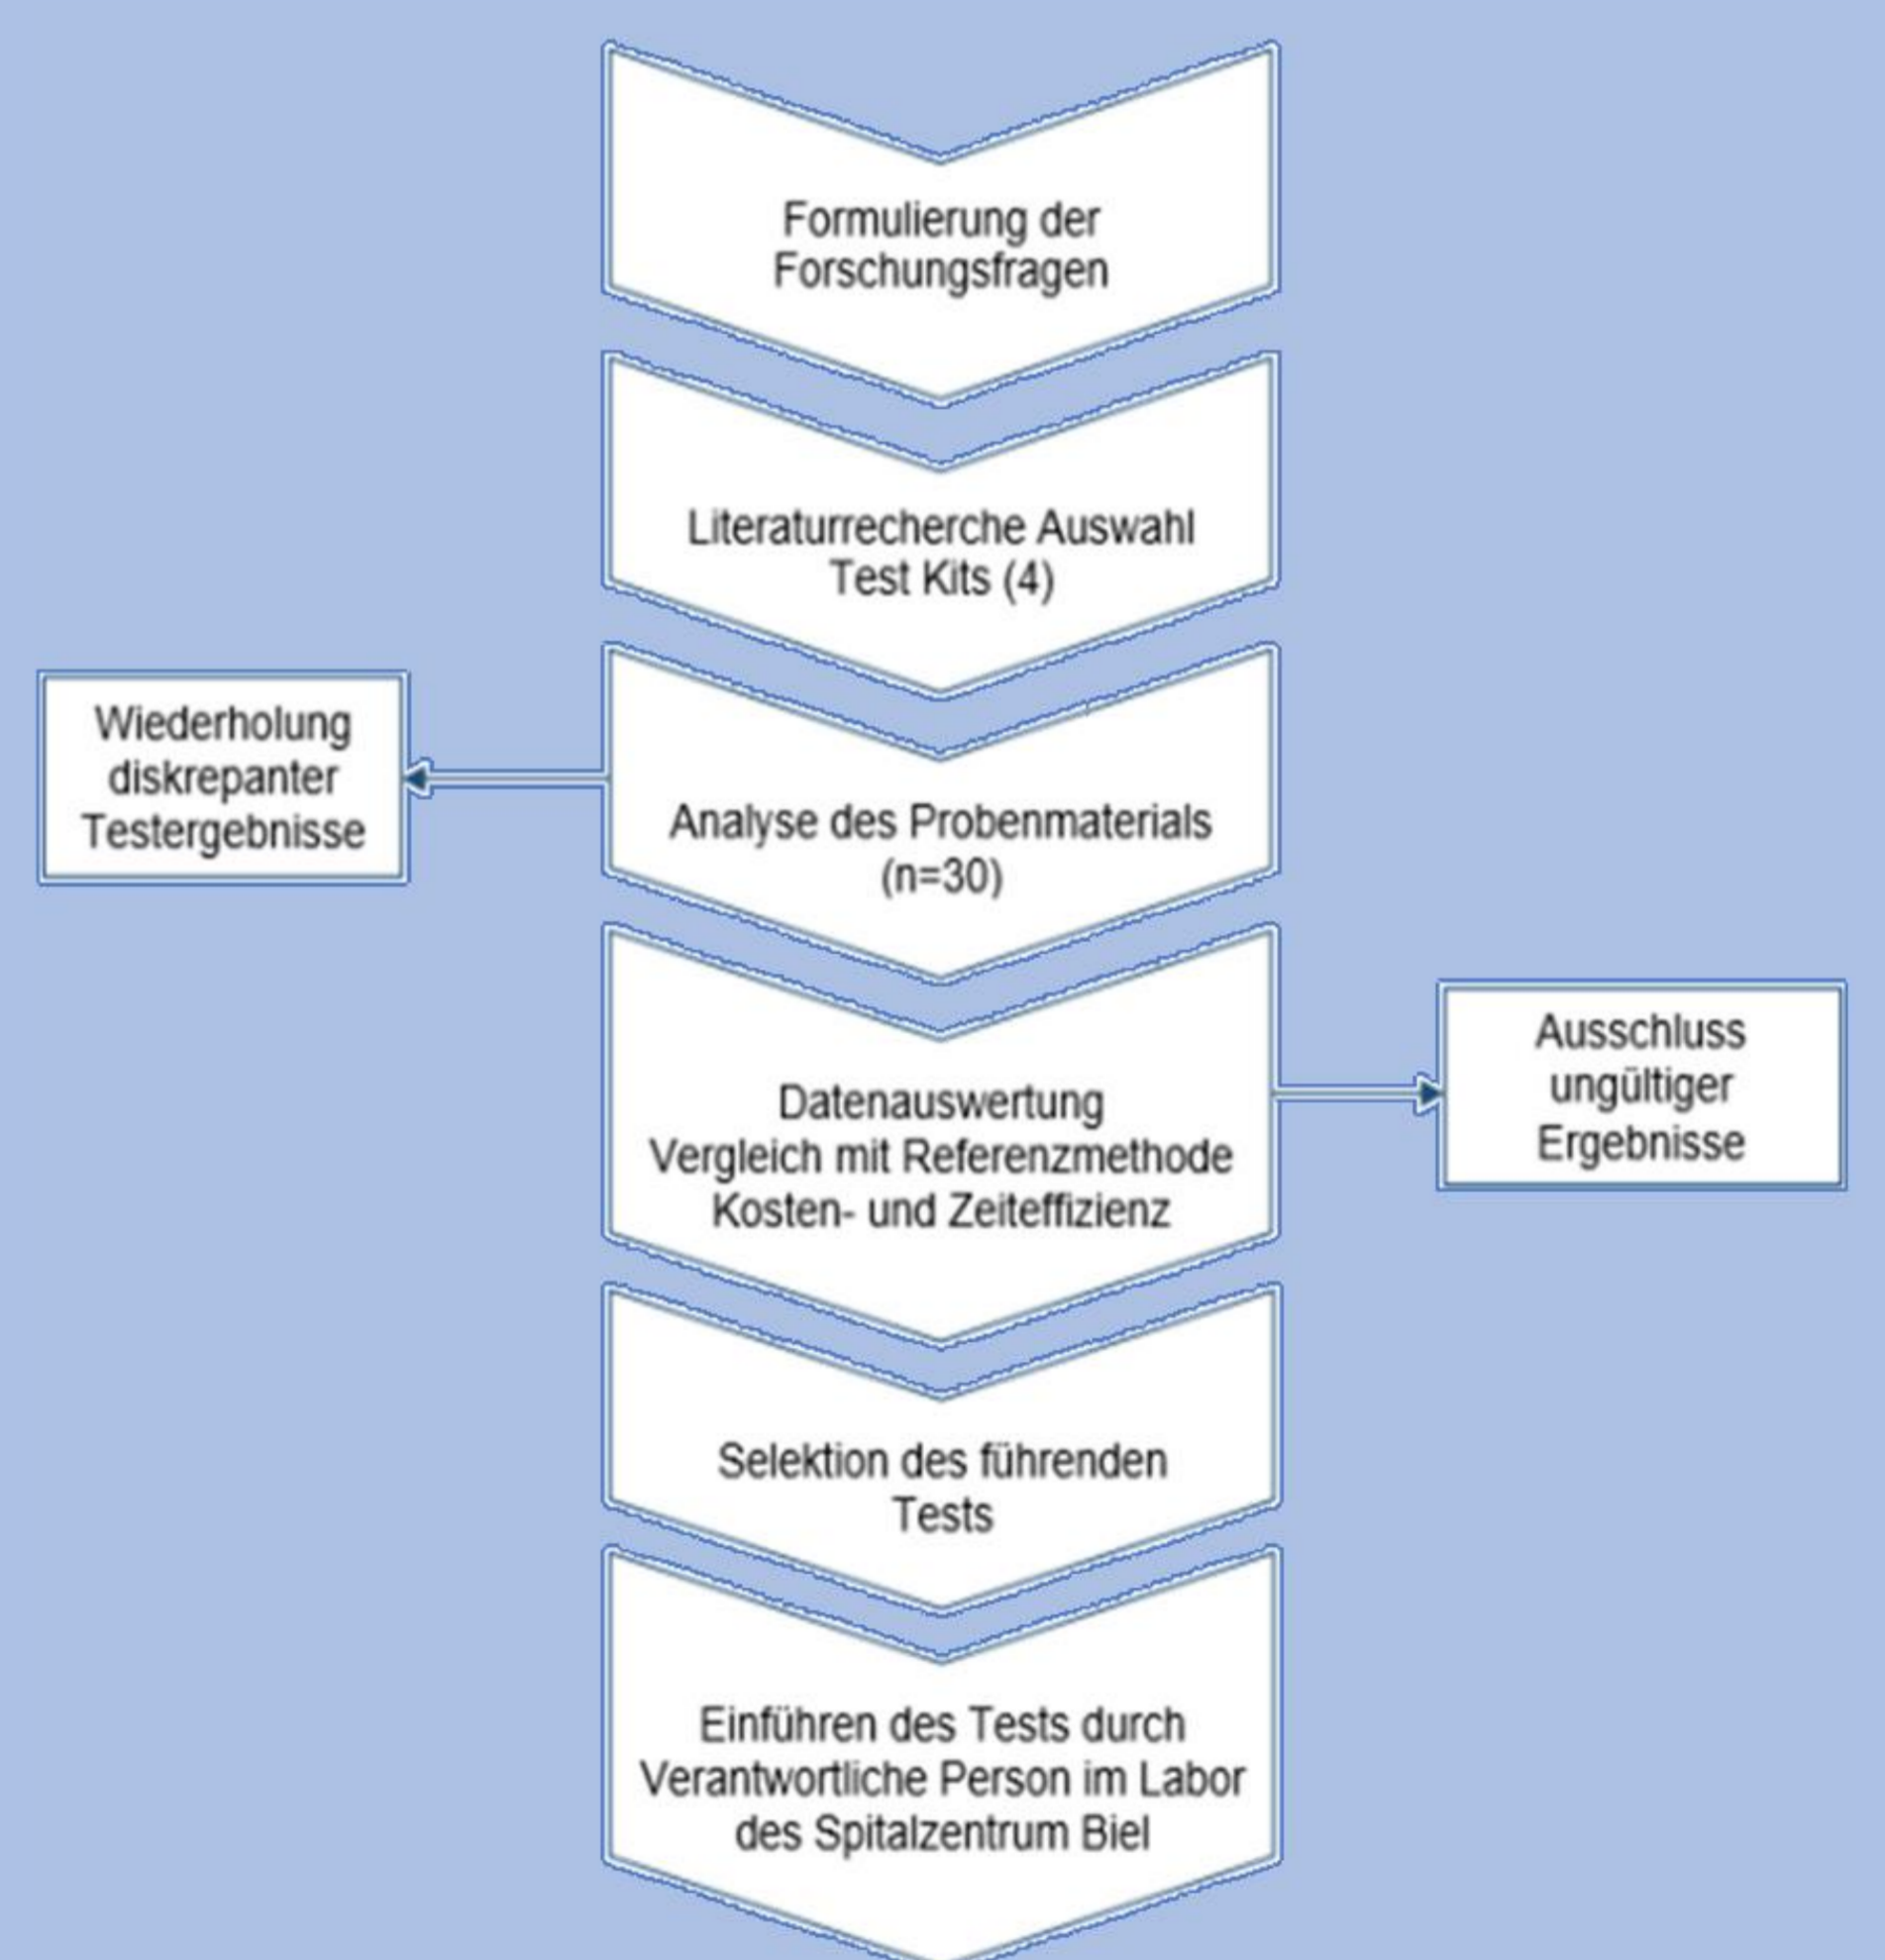 Formulierung der
Forschungsfragen
Literaturrecherche Auswahl
Test Kits (4)
Wiederholung
diskrepanter
Testergebnisse
Analyse des Probenmaterials
(n=30)
Datenauswertung
Vergleich mit Referenzmethode
Kosten- und Zeiteffizienz
Ausschluss
ungültiger
Ergebnisse
Selektion des führenden
Tests
Einführen des Tests durch
Verantwortliche Person im Labor
des Spitalzentrum Biel